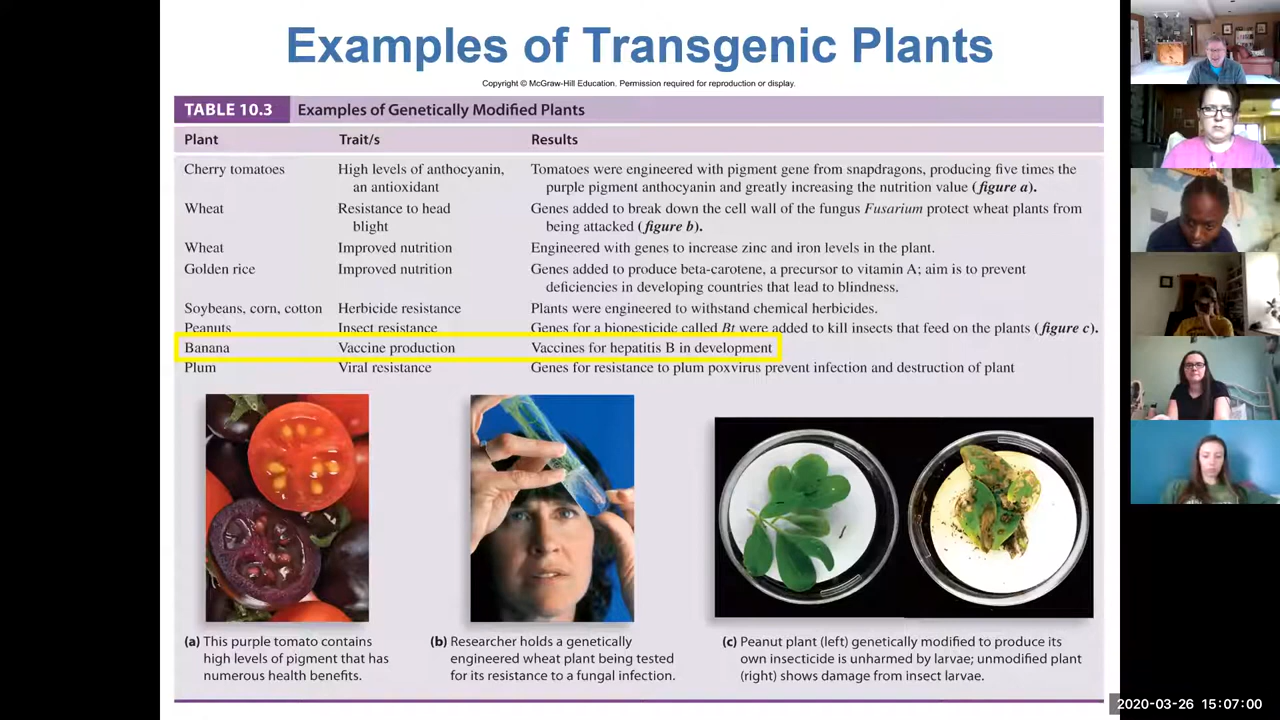 Examples of Transgenic Plants
Copyright © McGraw-Hill Education. Permission required for reproduction or display.
TABLE 10.3 Examples of Genetically Modified Plants
Plant Trait/s Results
Cherry tomatoes High levels of anthocyanin, Tomatoes were engineered with pigment gene from snapdragons, producing five times the
an antioxidant purple pigment anthocyanin and greatly increasing the nutrition value (figure a).
Wheat Resistance to head Genes added to break down the cell wall of the fungus Fusarium protect wheat plants from
blight being attacked (figure b).
Wheat Improved nutrition Engineered with genes to increase zinc and iron levels in the plant.
Golden rice Improved nutrition Genes added to produce beta-carotene, a precursor to vitamin A; aim is to prevent
deficiencies in developing countries that lead to blindness.
Soybeans, corn, cotton Herbicide resistance Plants were engineered to withstand chemical herbicides.
Peanuts Insect resistance Genes for a biopesticide called Bt were added to kill insects that feed on the plants (figure c).
Banana Vaccine production Vaccines for hepatitis B in development
Plum Viral resistance Genes for resistance to plum poxvirus prevent infection and destruction of plant
(a) This purple tomato contains
high levels of pigment that has
numerous health benefits.
(b) Researcher holds a genetically
engineered wheat plant being tested
for its resistance to a fungal infection.
(c) Peanut plant (left) genetically modified to produce its
own insecticide is unharmed by larvae; unmodified plant
(right) shows damage from insect larvae.
2020-03-26 15:07:00